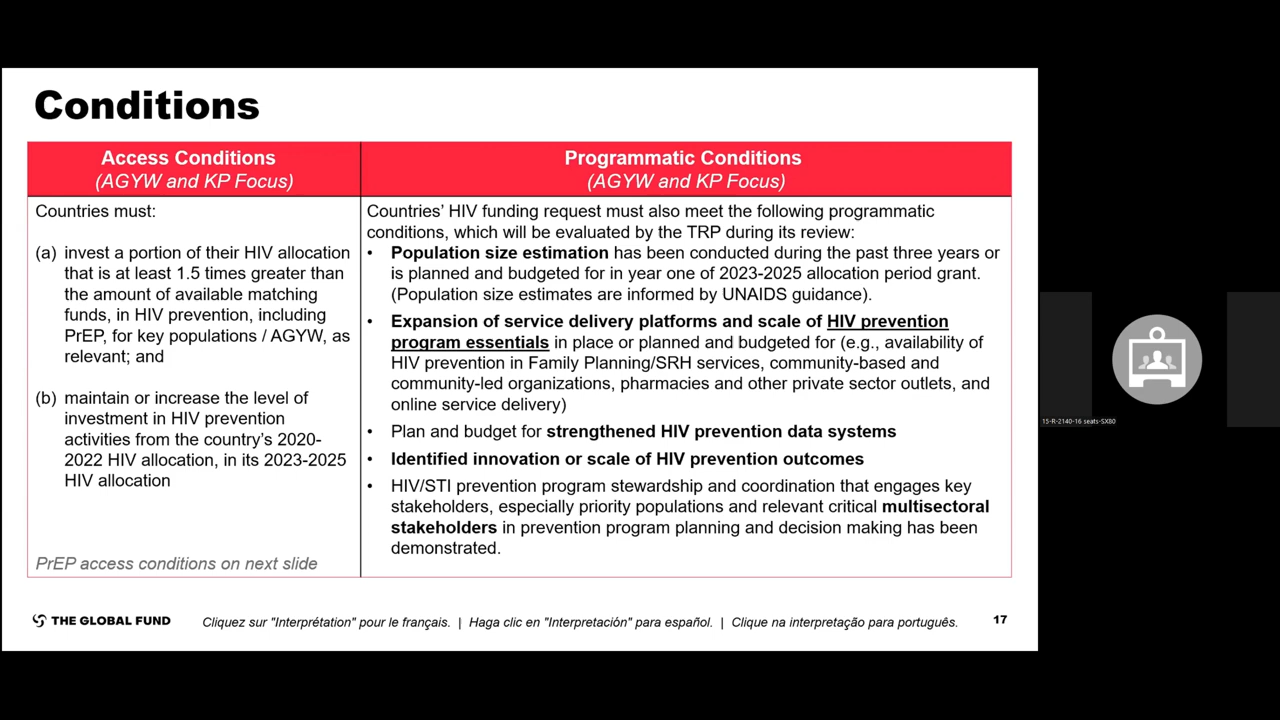 Conditions
Access Conditions
(AGYW and KP Focus)
Programmatic Conditions
(AGYW and KP Focus)
Countries must:
(a) invest a portion of their HIV allocation
that is at least 1.5 times greater than
the amount of available matching
funds, in HIV prevention, including
PrEP, for key populations / AGYW, as
relevant; and
(b) maintain or increase the level of
investment in HIV prevention
activities from the country's 2020-
2022 HIV allocation, in its 2023-2025
HIV allocation
PrEP access conditions on next slide
Countries' HIV funding request must also meet the following programmatic
conditions, which will be evaluated by the TRP during its review:
• Population size estimation has been conducted during the past three years or
is planned and budgeted for in year one of 2023-2025 allocation period grant.
(Population size estimates are informed by UNAIDS guidance).
• Expansion of service delivery platforms and scale of HIV prevention
program essentials in place or planned and budgeted for (e.g., availability of
HIV prevention in Family Planning/SRH services, community-based and
community-led organizations, pharmacies and other private sector outlets, and
online service delivery)
• Plan and budget for strengthened HIV prevention data systems
• Identified innovation or scale of HIV prevention outcomes
• HIV/STI prevention program stewardship and coordination that engages key
stakeholders, especially priority populations and relevant critical multisectoral
stakeholders in prevention program planning and decision making has been
demonstrated.
THE GLOBAL FUND
Cliquez sur "Interprétation" pour le français. | Haga clic en "Interpretación" para español. | Clique na interpretação para português.
17
15-R-2140-16 seats-SX80